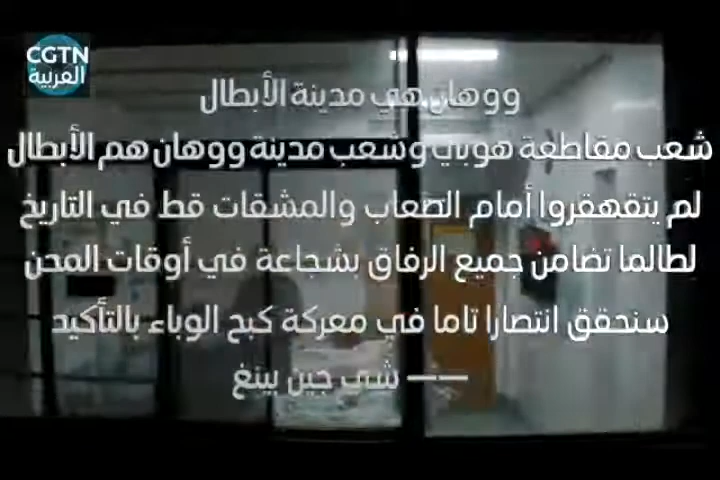 CGTN
العربية
ووهان هي مدينة الأبطال
شعب مقاطعة هوبي وشعب مدينة ووهان هم الأبطال
لم يتقهقروا أمام الصعاب والمشقات قط في التاريخ
لطالما تضامن جميع الرفاق بشجاعة في أوقات المحن
سنحقق انتصارا تاما في معركة كبح الوباء بالتأكيد
—— شي جين بينغ